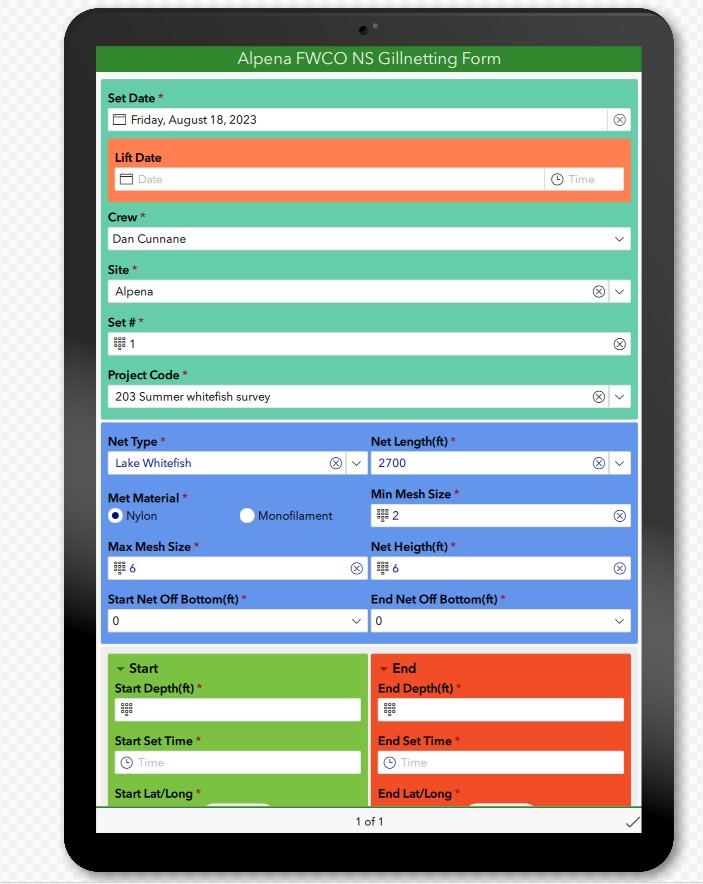 Alpena FWCO NS Gillnetting Form
Set Date *
Friday, August 18, 2023
Lift Date
Date
Time
Crew *
Dan Cunnane
Site *
Alpena
Set # *
1
Project Code *
203 Summer whitefish survey
Net Type * Net Length(ft) *
Lake Whitefish 2700
Met Material * Min Mesh Size *
Nylon Monofilament 2
Max Mesh Size * Net Heigth(ft) *
6 6
Start Net Off Bottom(ft) * End Net Off Bottom(ft) *
0 0
Start End
Start Depth(ft) * End Depth(ft) *
Start Set Time * End Set Time *
Time Time
Start Lat/Long * End Lat/Long *
1 of 1